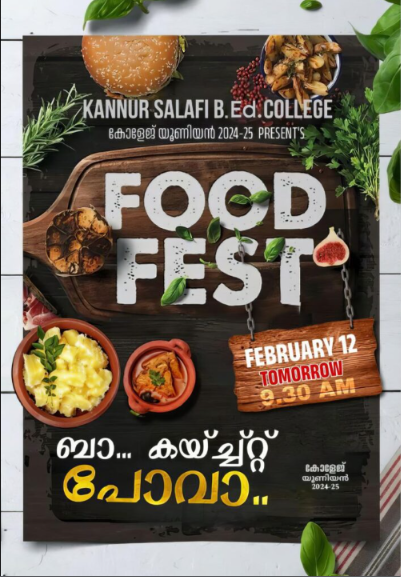 KANNUR SALAFI B.Ed.COLLEGE
കോളേജ് യൂണിയൻ 2024-25 PRESENT'S
FOOD
FEST
FEBRUARY 12
TOMORROW
9.30 AM
ബാ... കയ്ച്ച്റ്റ്
പോവാ..
കോളേജ്
യൂണിയൻ
2024-25